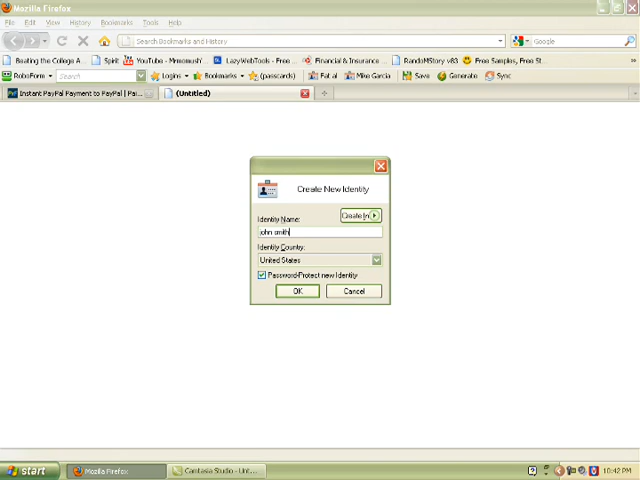 Mozilla Firefox
File Edit View History Bookmarks Tools Help
Search Bookmarks and History Google
Beating the College A... Spirit YouTube - Mrmomush'... LazyWebTools - Free ... Financial & Insurance... RandoMStory v83 Free Samples, Free St...
RoboForm Search Logins Bookmarks (passcards) Fat al Mike Garcia Save Generate Sync
Instant PayPal Payment to PayPal | Pai... (Untitled)
Create New Identity
Create In
Identity Name:
john smith
Identity Country:
United States
Password-Protect new Identity
OK Cancel
start Mozilla Firefox Camtasia Studio - Unt... 10:42 PM